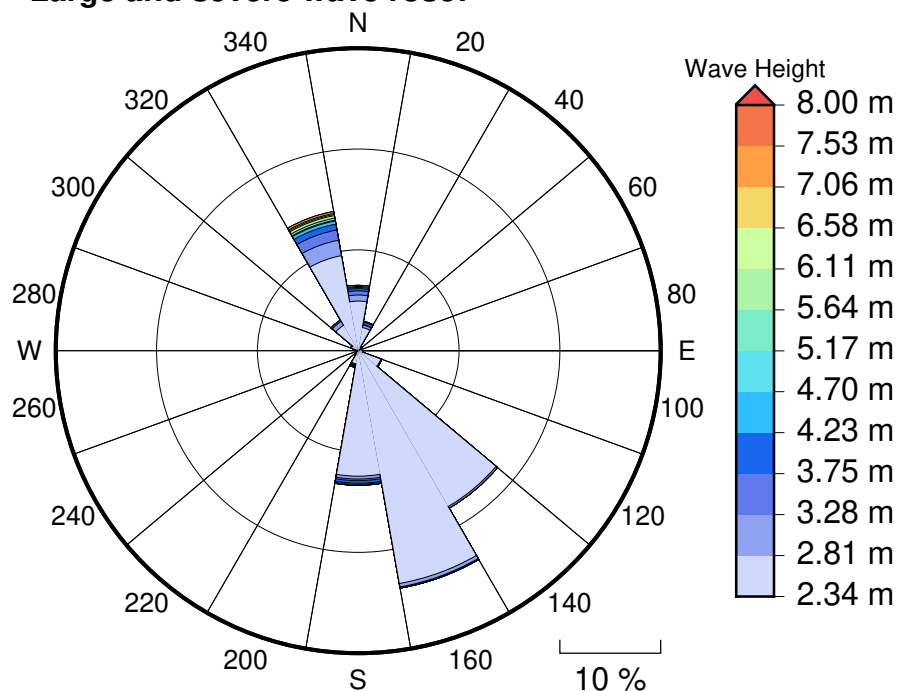 N
20
40
60
80
E
100
120
140
160
S
200
220
240
260
W
280
300
320
340
Wave Height
8.00 m
7.53 m
7.06 m
6.58 m
6.11 m
5.64 m
5.17 m
4.70 m
4.23 m
3.75 m
3.28 m
2.81 m
2.34 m
10 %